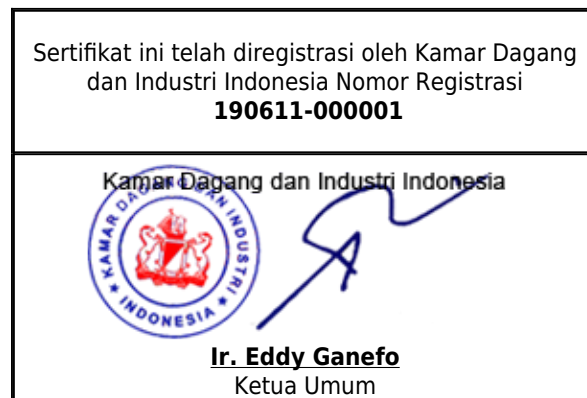 Sertifikat ini telah diregistrasi oleh Kamar Dagang
dan Industri Indonesia Nomor Registrasi
190611-000001
Kamar Dagang dan Industri Indonesia
KAMAR DAGANG DAN INDUSTRI
INDONESIA
Ir. Eddy Ganefo
Ketua Umum